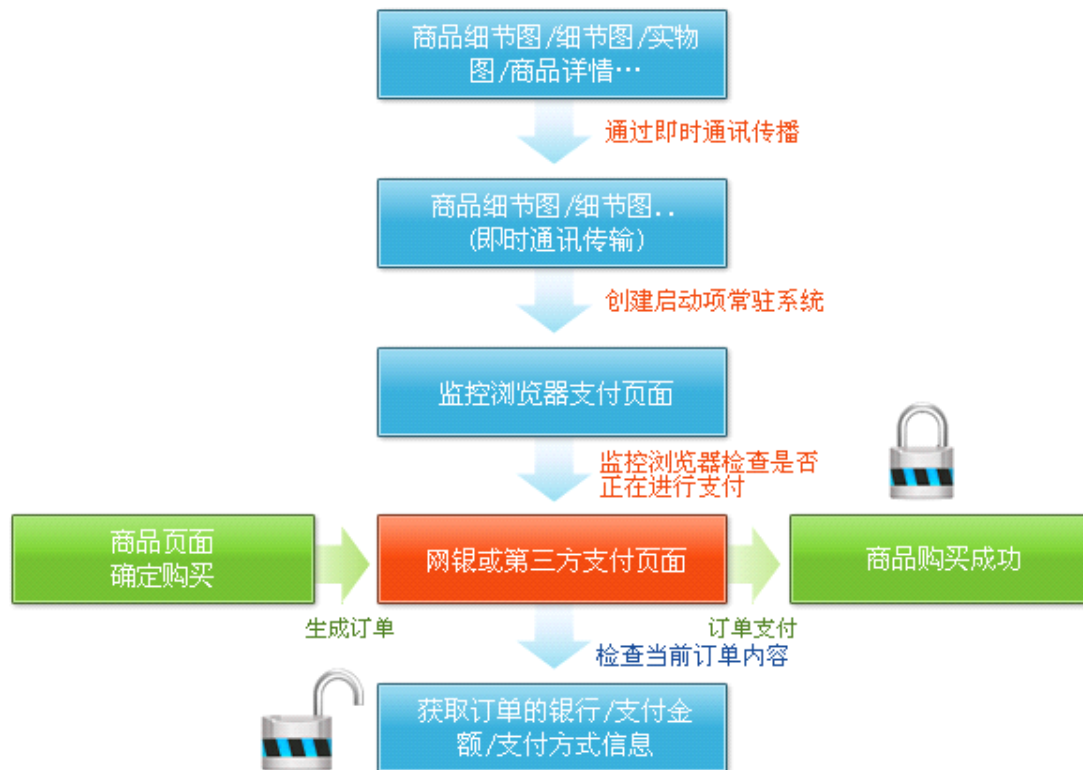 商品细节图/细节图/实物
图/商品详情…
通过即时通讯传播
商品细节图/细节图..
(即时通讯传输)
创建启动项常驻系统
监控浏览器支付页面
监控浏览器检查是否
正在进行支付
商品页面
确定购买
网银或第三方支付页面
商品购买成功
生成订单
订单支付
检查当前订单内容
获取订单的银行/支付金
额/支付方式信息